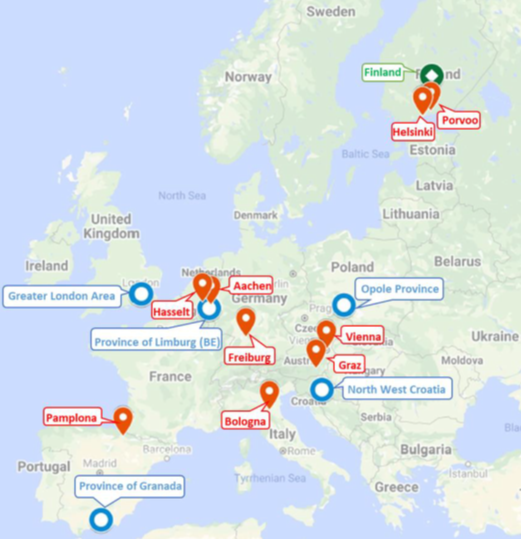 Sweden
Finland
Norway
Helsinki
Porvoo
Estonia
Baltic Sea
Latvia
North Sea
Denmark
Lithuania
United
Kingdom
Ireland
Netherlands
Poland
Belarus
Greater London Area
Hasselt
Aachen
Germany
Opole Province
Province of Limburg (BE)
Freiburg
Vienna
Graz
Ukraine
Moldova
France
North West Croatia
Bologna
Pamplona
Serbia
Italy
Barcelona
Rome
Bulgaria
Portugal
Madrid
Tyrrhenian Sea
Istanbul
Greece
Province of Granada